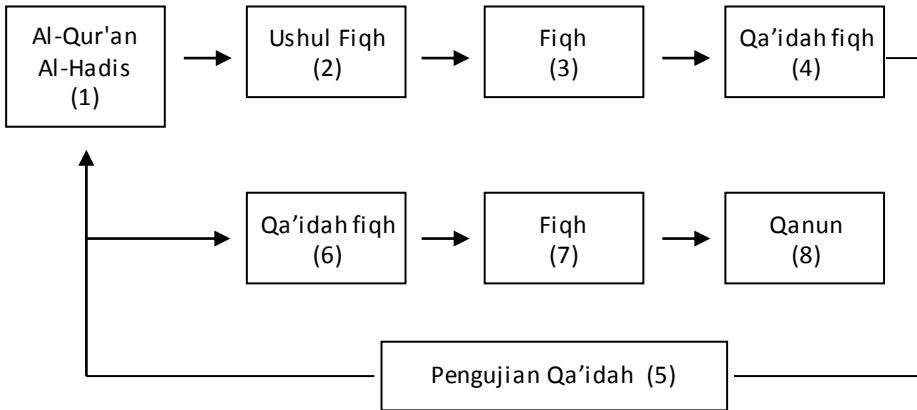 Al-Qur'an
Al-Hadis
(1)
Ushul Fiqh
(2)
Fiqh
(3)
Qa’idah fiqh
(4)
Qa’idah fiqh
(6)
Fiqh
(7)
Qanun
(8)
Pengujian Qa’idah (5)